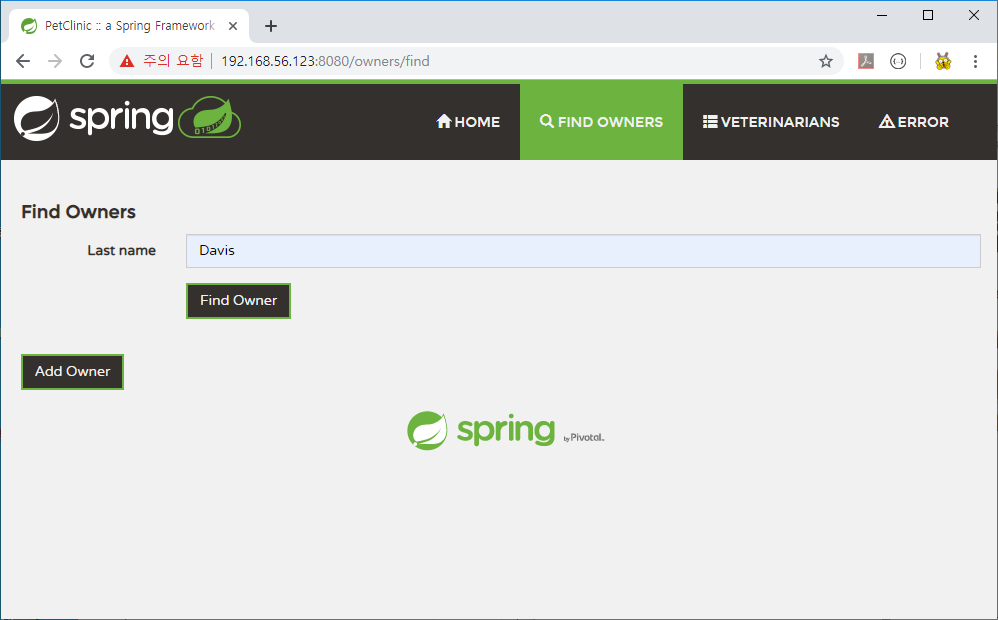 PetClinic :: a Spring Framework
주의 요함 192.168.56.123:8080/owners/find
spring
HOME FIND OWNERS VETERINARIANS ERROR
Find Owners
Last name Davis
Find Owner
Add Owner
spring by Pivotal